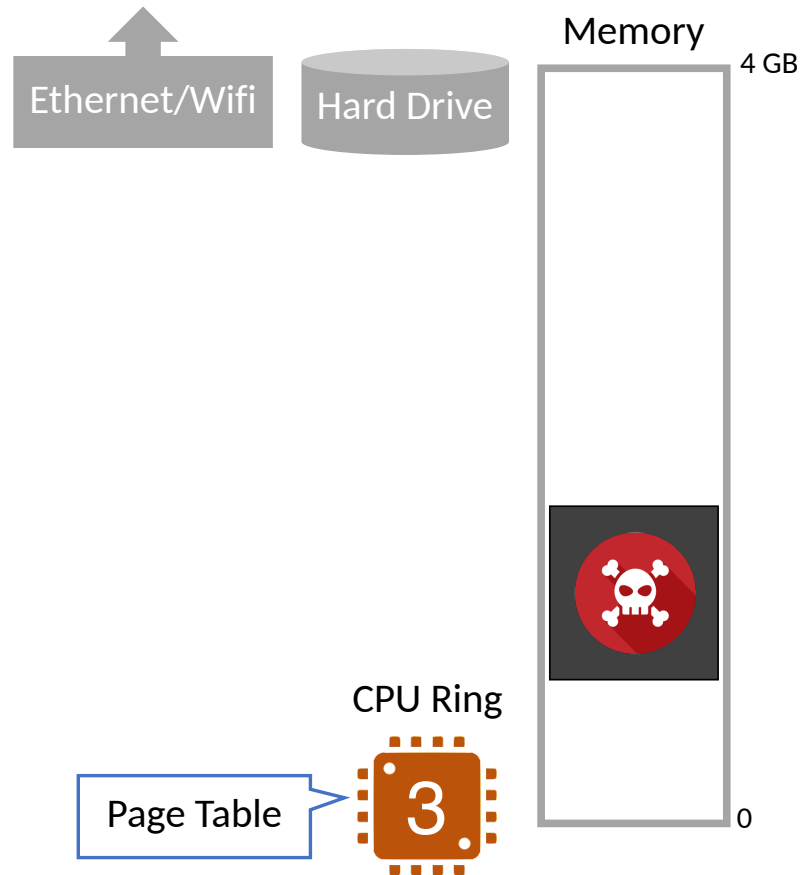 Memory
4 GB
Ethernet/Wifi
Hard Drive
CPU Ring
3
Page Table
0